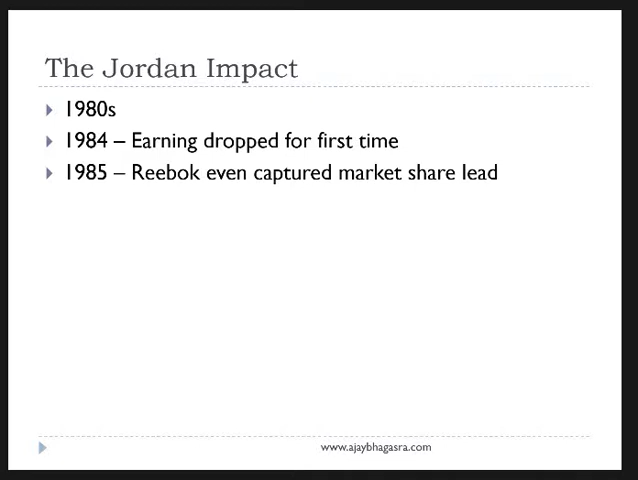 The Jordan Impact
1980s
1984 – Earning dropped for first time
1985 – Reebok even captured market share lead
www.ajaybhagasra.com